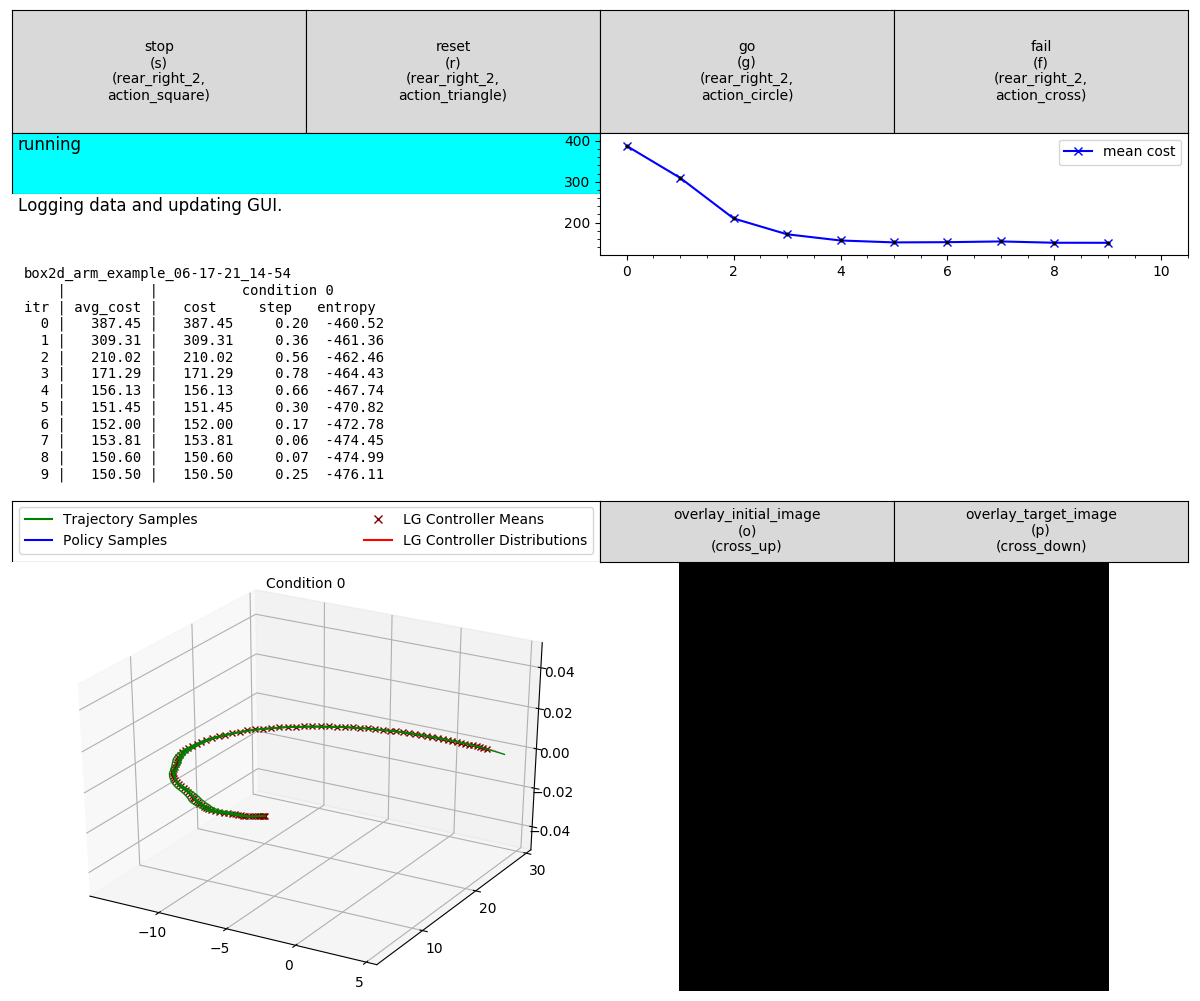 stop
(s)
(rear_right_2,
action_square)
reset
(r)
(rear_right_2,
action_triangle)
go
(g)
(rear_right_2,
action_circle)
fail
(f)
(rear_right_2,
action_cross)
running
Logging data and updating GUI.
400
300
200
mean cost
0 2 4 6 8 10
box2d_arm_example_06-17-21_14-54
| | condition 0
itr | avg_cost | cost step entropy
0 | 387.45 | 387.45 0.20 -460.52
1 | 309.31 | 309.31 0.36 -461.36
2 | 210.02 | 210.02 0.56 -462.46
3 | 171.29 | 171.29 0.78 -464.43
4 | 156.13 | 156.13 0.66 -467.74
5 | 151.45 | 151.45 0.30 -470.82
6 | 152.00 | 152.00 0.17 -472.78
7 | 153.81 | 153.81 0.06 -474.45
8 | 150.60 | 150.60 0.07 -474.99
9 | 150.50 | 150.50 0.25 -476.11
Trajectory Samples
Policy Samples
LG Controller Means
LG Controller Distributions
overlay_initial_image
(o)
(cross_up)
overlay_target_image
(p)
(cross_down)
Condition 0
0.04
0.02
0.00
−0.02
−0.04
30
20
10
−10
−5
0
5